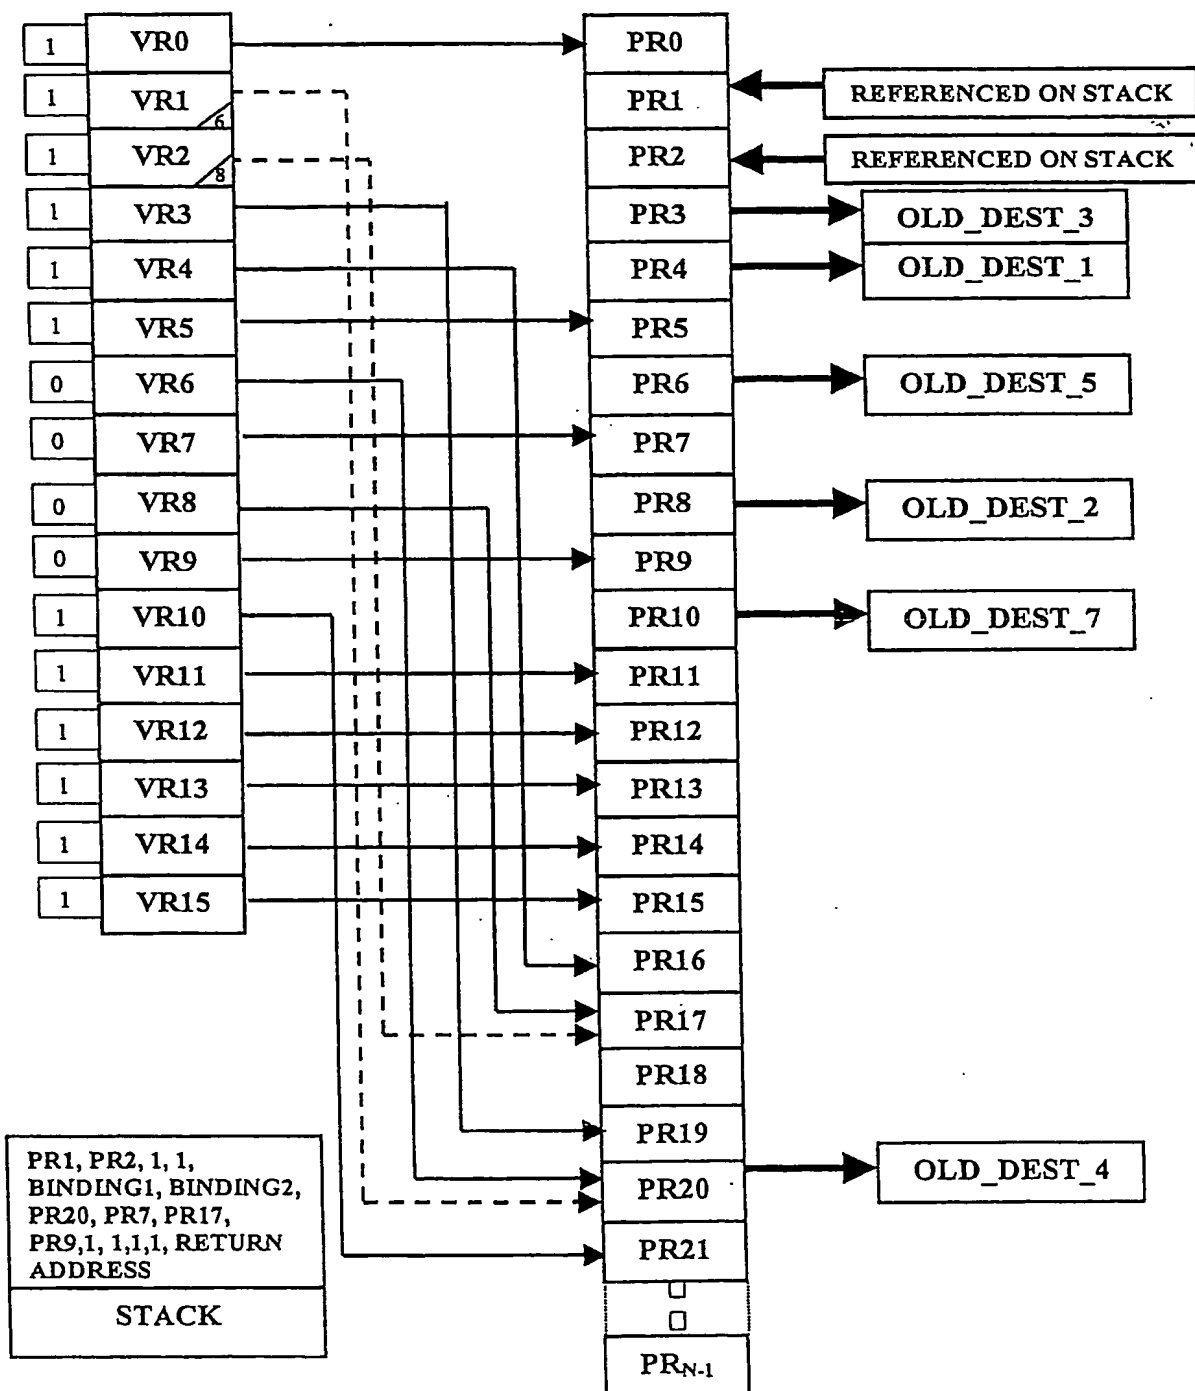 1 VR0 PR0
1 VR1 6 PR1 REFERENCED ON STACK
1 VR2 8 PR2 REFERENCED ON STACK
1 VR3 PR3 OLD_DEST_3
1 VR4 PR4 OLD_DEST_1
1 VR5 PR5
0 VR6 PR6 OLD_DEST_5
0 VR7 PR7
0 VR8 PR8 OLD_DEST_2
0 VR9 PR9
1 VR10 PR10 OLD_DEST_7
1 VR11 PR11
1 VR12 PR12
1 VR13 PR13
1 VR14 PR14
1 VR15 PR15
PR16
PR17
PR18
PR19
PR20 OLD_DEST_4
PR21
PRN-1
PR1, PR2, 1, 1,
BINDING1, BINDING2,
PR20, PR7, PR17,
PR9,1, 1,1,1, RETURN
ADDRESS
STACK